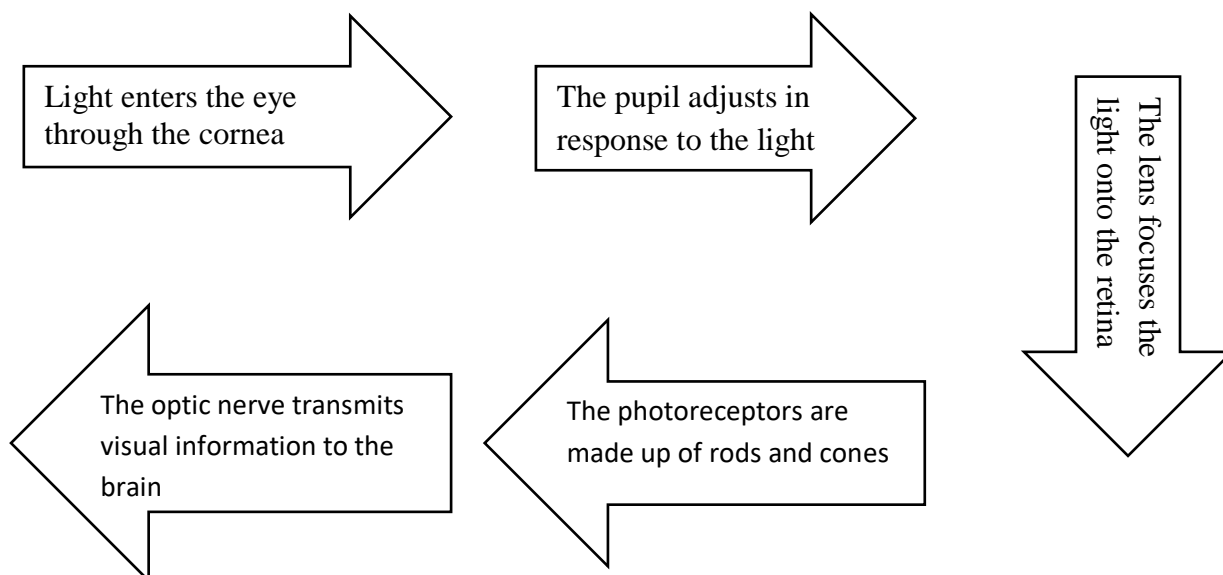 Light enters the eye
through the cornea
The pupil adjusts in
response to the light
The lens focuses the
light onto the retina
The photoreceptors are
made up of rods and cones
The optic nerve transmits
visual information to the
brain